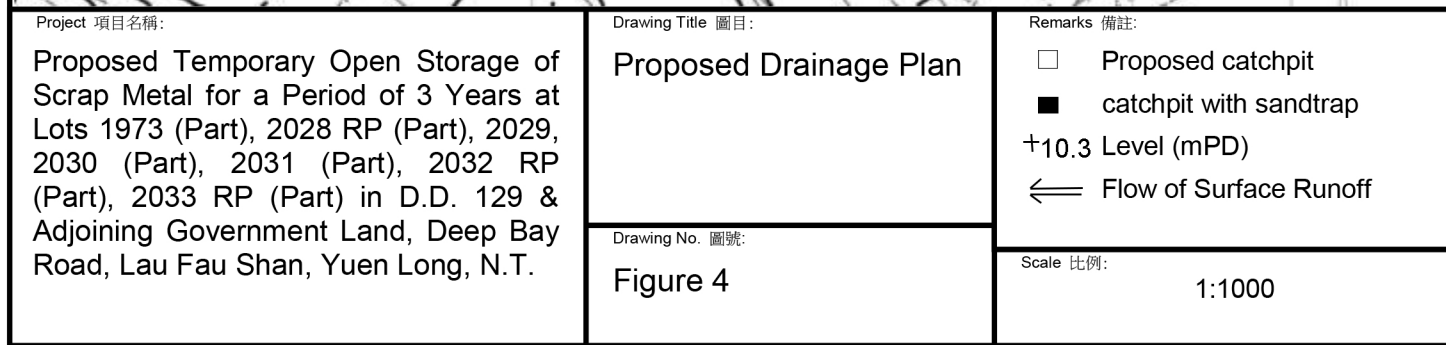 Project 項目名稱:
Proposed Temporary Open Storage of
Scrap Metal for a Period of 3 Years at
Lots 1973 (Part), 2028 RP (Part), 2029,
2030 (Part), 2031 (Part), 2032 RP
(Part), 2033 RP (Part) in D.D. 129 &
Adjoining Government Land, Deep Bay
Road, Lau Fau Shan, Yuen Long, N.T.
Drawing Title 圖目:
Proposed Drainage Plan
Drawing No. 圖號:
Figure 4
Remarks 備註:
Proposed catchpit
catchpit with sandtrap
+10.3 Level (mPD)
Flow of Surface Runoff
Scale 比例:
1:1000